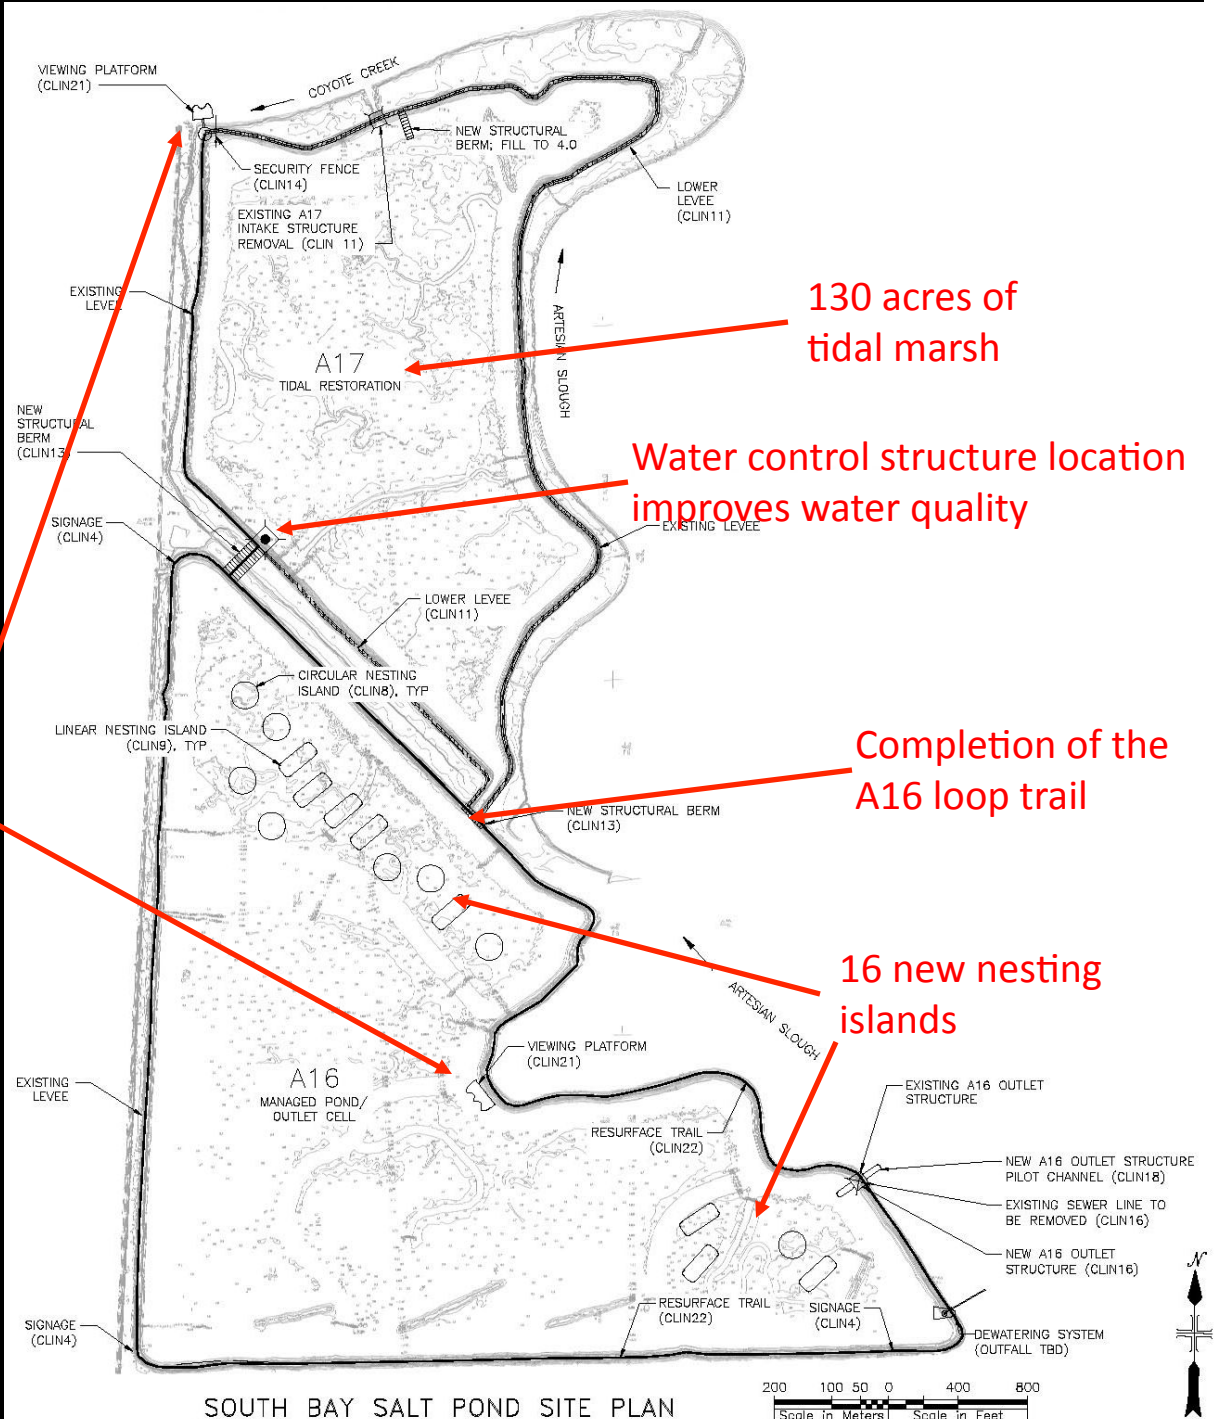 VIEWING PLATFORM
(CLIN21)
COYOTE CREEK
NEW STRUCTURAL
BERM; FILL TO 4.0
SECURITY FENCE
(CLIN14)
LOWER
LEVEE
(CLIN11)
EXISTING A17
INTAKE STRUCTURE
REMOVAL (CLIN 11)
EXISTING
LEVEE
ARTESIAN SLOUGH
130 acres of
tidal marsh
A17
TIDAL RESTORATION
NEW
STRUCTURAL
BERM
(CLIN13)
Water control structure location
improves water quality
SIGNAGE
(CLIN4)
EXISTING LEVEE
LOWER LEVEE
(CLIN11)
CIRCULAR NESTING
ISLAND (CLIN8), TYP
LINEAR NESTING ISLAND
(CLIN9), TYP
Completion of the
A16 loop trail
NEW STRUCTURAL BERM
(CLIN13)
16 new nesting
islands
ARTESIAN SLOUGH
VIEWING PLATFORM
(CLIN21)
A16
MANAGED POND/
OUTLET CELL
EXISTING
LEVEE
EXISTING A16 OUTLET
STRUCTURE
RESURFACE TRAIL
(CLIN22)
NEW A16 OUTLET STRUCTURE
PILOT CHANNEL (CLIN18)
EXISTING SEWER LINE TO
BE REMOVED (CLIN16)
NEW A16 OUTLET
STRUCTURE (CLIN16)
N
RESURFACE TRAIL
(CLIN22)
SIGNAGE
(CLIN4)
SIGNAGE
(CLIN4)
DEWATERING SYSTEM
(OUTFALL TBD)
SOUTH BAY SALT POND SITE PLAN
200 100 50 0 400 800
Scale in Meters Scale in Feet